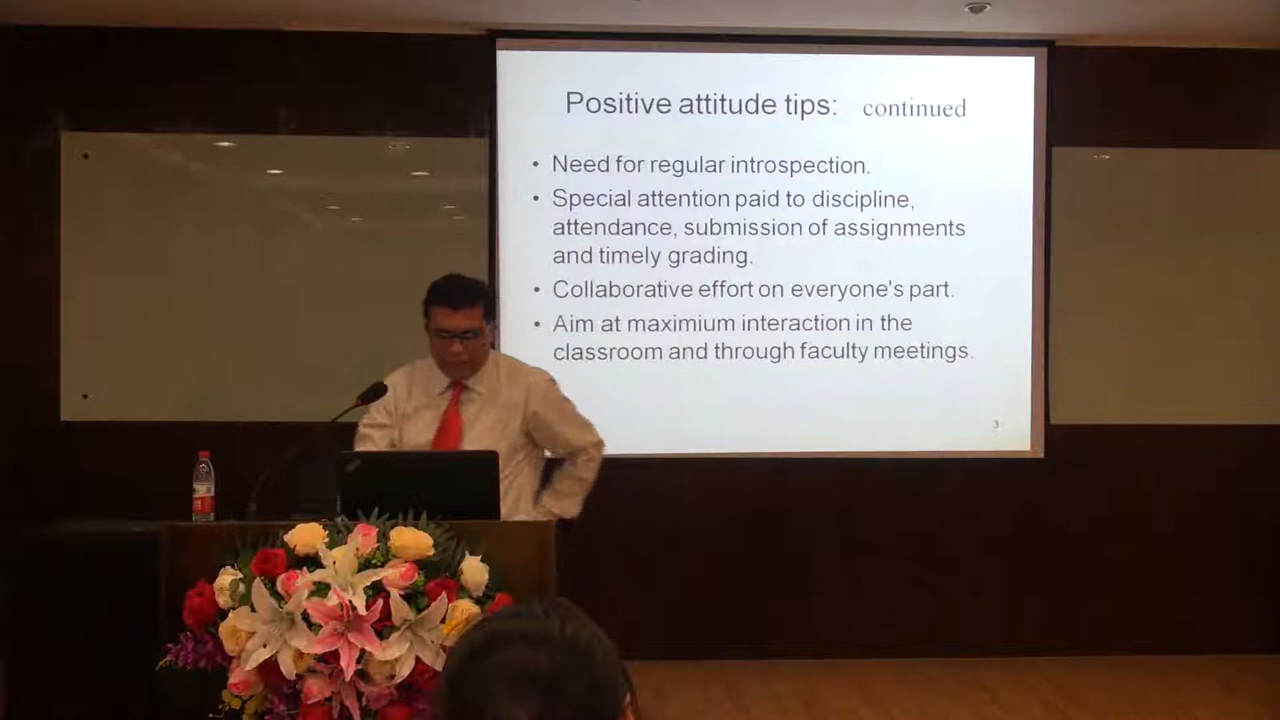 Positive attitude tips: continued
• Need for regular introspection.
• Special attention paid to discipline,
attendance, submission of assignments
and timely grading.
• Collaborative effort on everyone's part.
• Aim at maximium interaction in the
classroom and through faculty meetings.
3